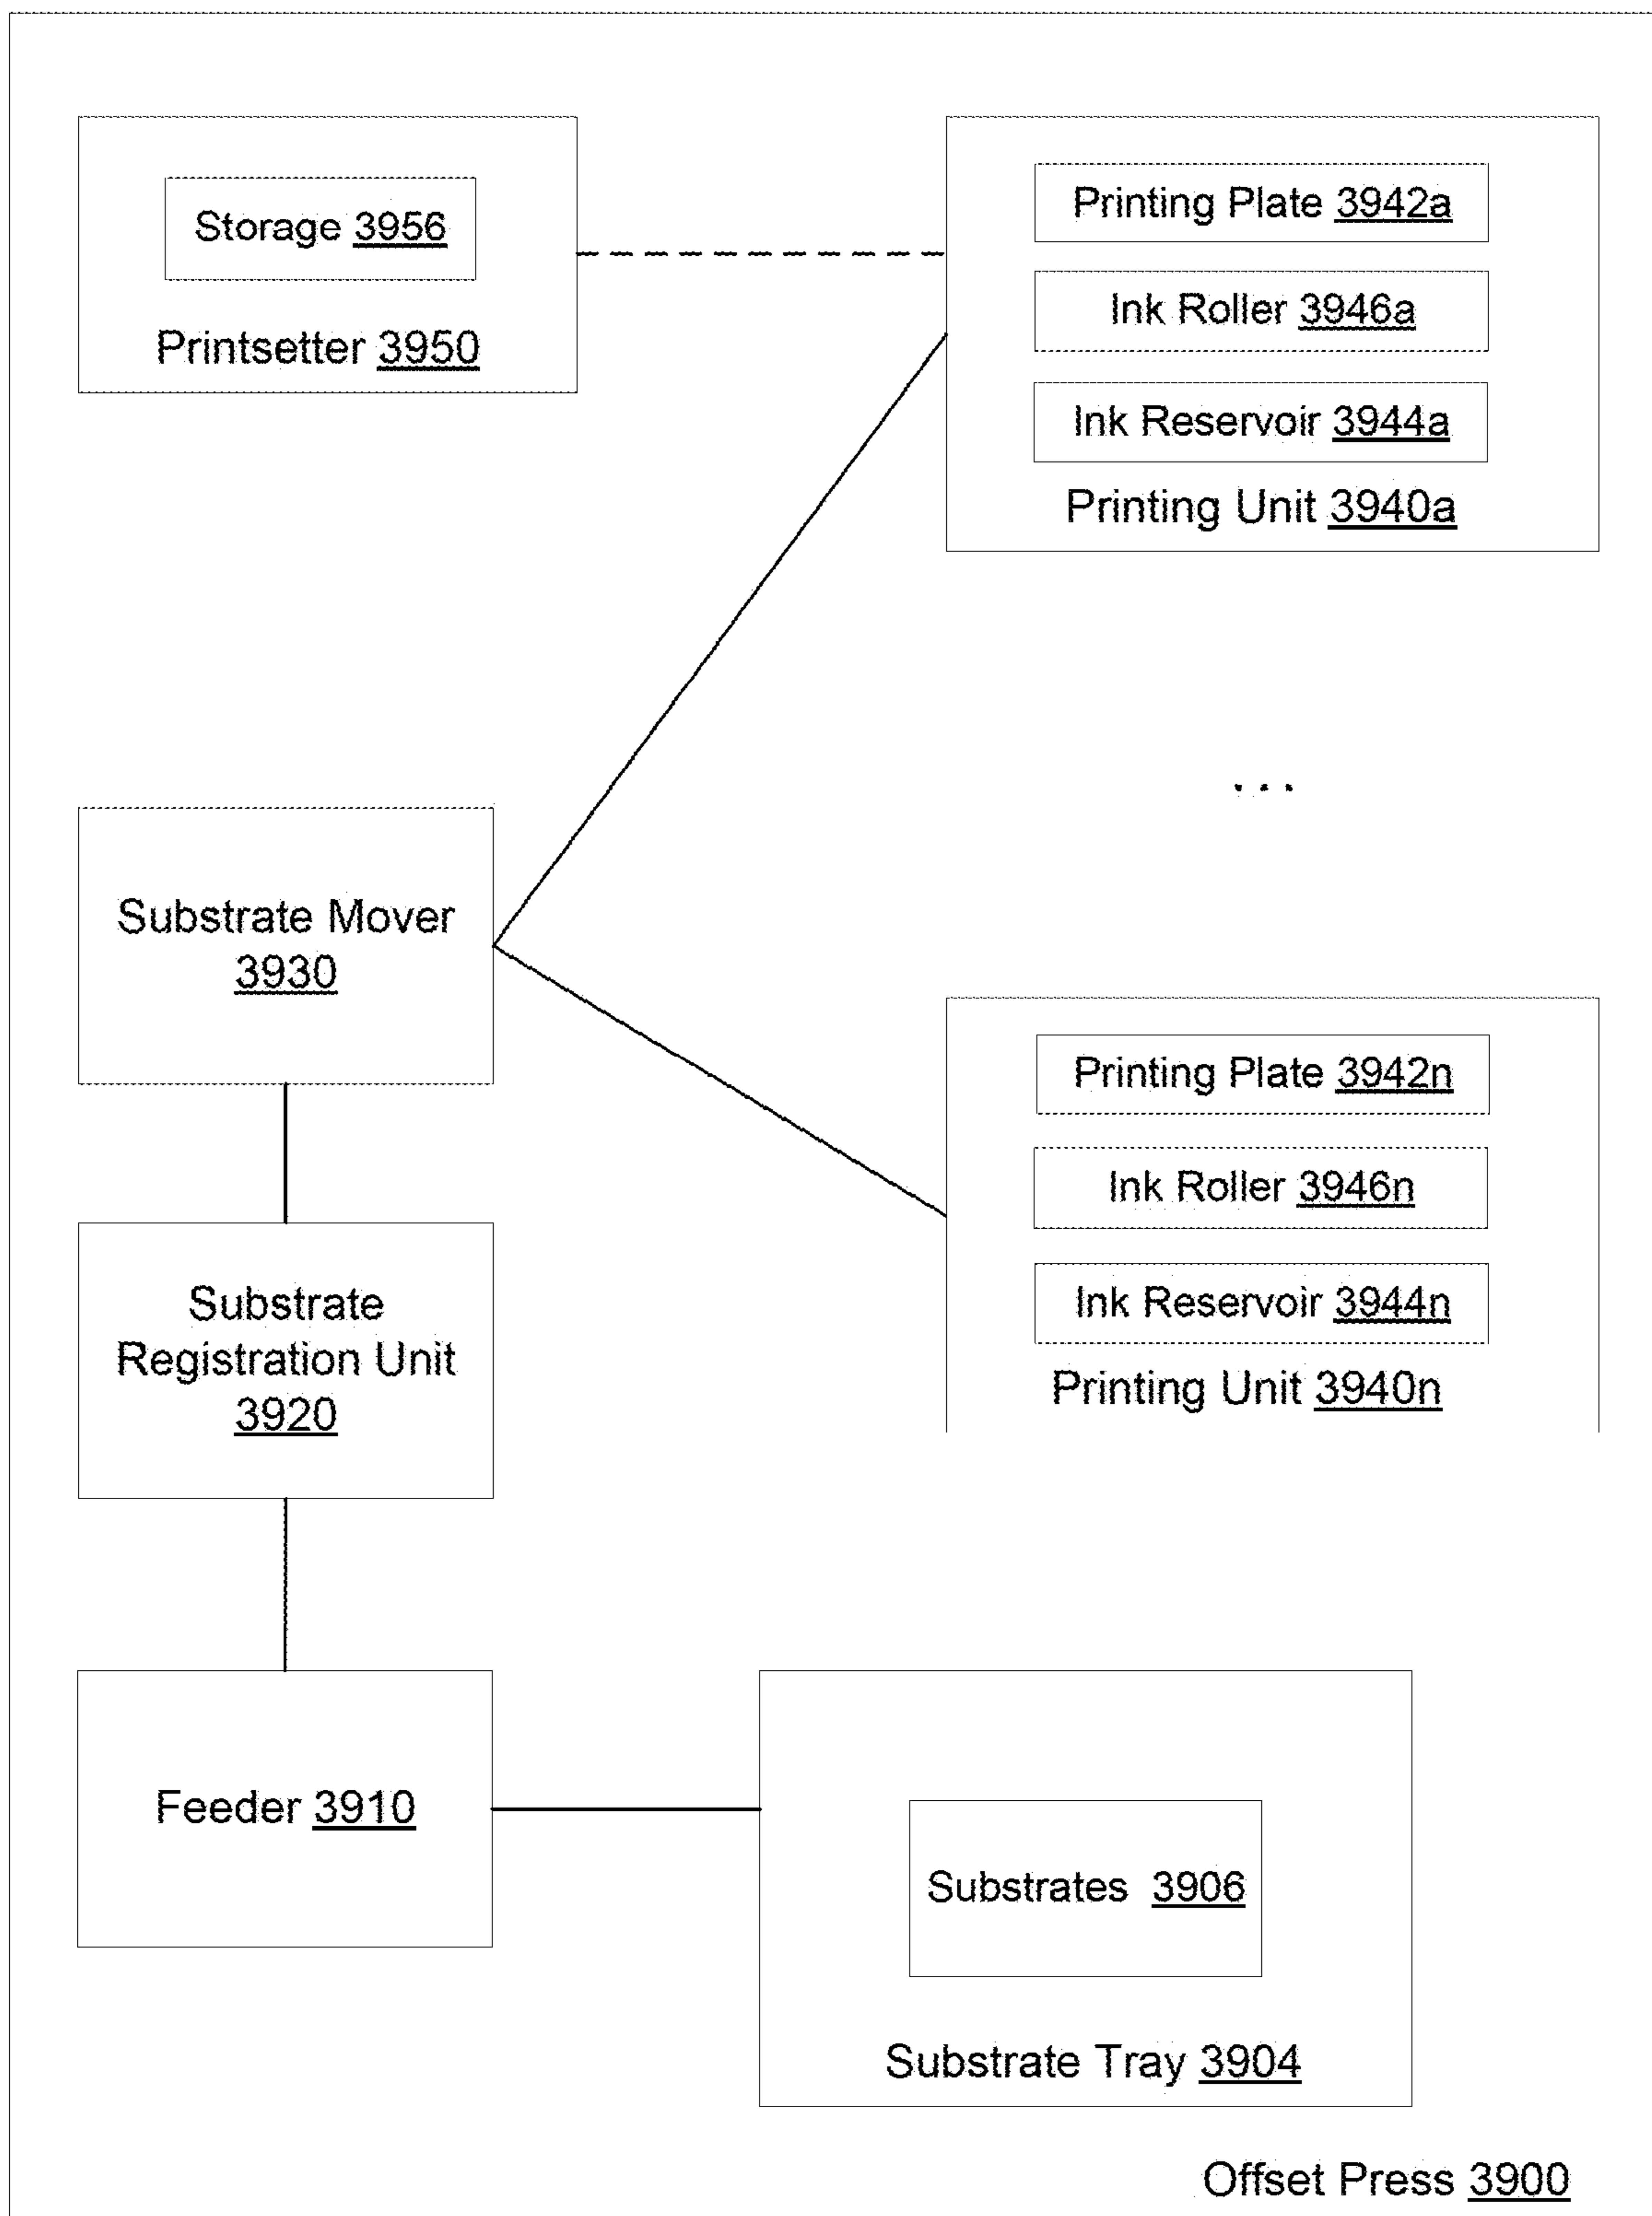 Storage 3956
Printsetter 3950
Printing Plate 3942a
Ink Roller 3946a
Ink Reservoir 3944a
Printing Unit 3940a
...
Substrate Mover
3930
Printing Plate 3942n
Ink Roller 3946n
Ink Reservoir 3944n
Printing Unit 3940n
Substrate
Registration Unit
3920
Feeder 3910
Substrates 3906
Substrate Tray 3904
Offset Press 3900